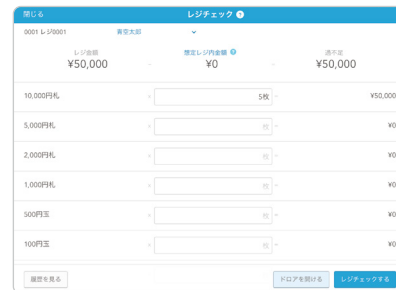 閉じる レジチェック ?
0001 レジ0001 青空太郎
レジ金額 想定レジ内金額 ? 過不足
¥50,000 - ¥0 = ¥50,000
10,000円札 × 5枚 = ¥50,000
5,000円札 × 枚 = ¥0
2,000円札 × 枚 = ¥0
1,000円札 × 枚 = ¥0
500円玉 × 枚 = ¥0
100円玉 × 枚 = ¥0
履歴を見る ドロアを開ける レジチェックする